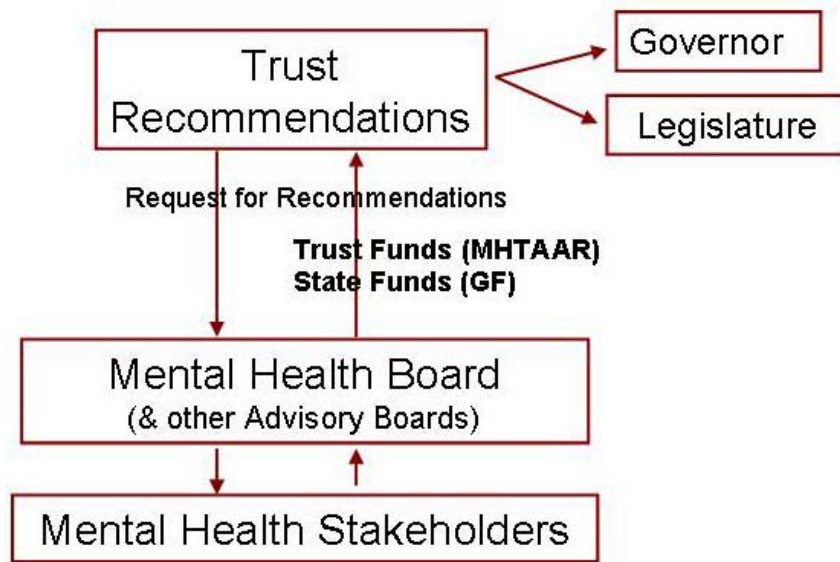 Trust
Recommendations
Governor
Legislature
Request for Recommendations
Trust Funds (MHTAAR)
State Funds (GF)
Mental Health Board
(& other Advisory Boards)
Mental Health Stakeholders